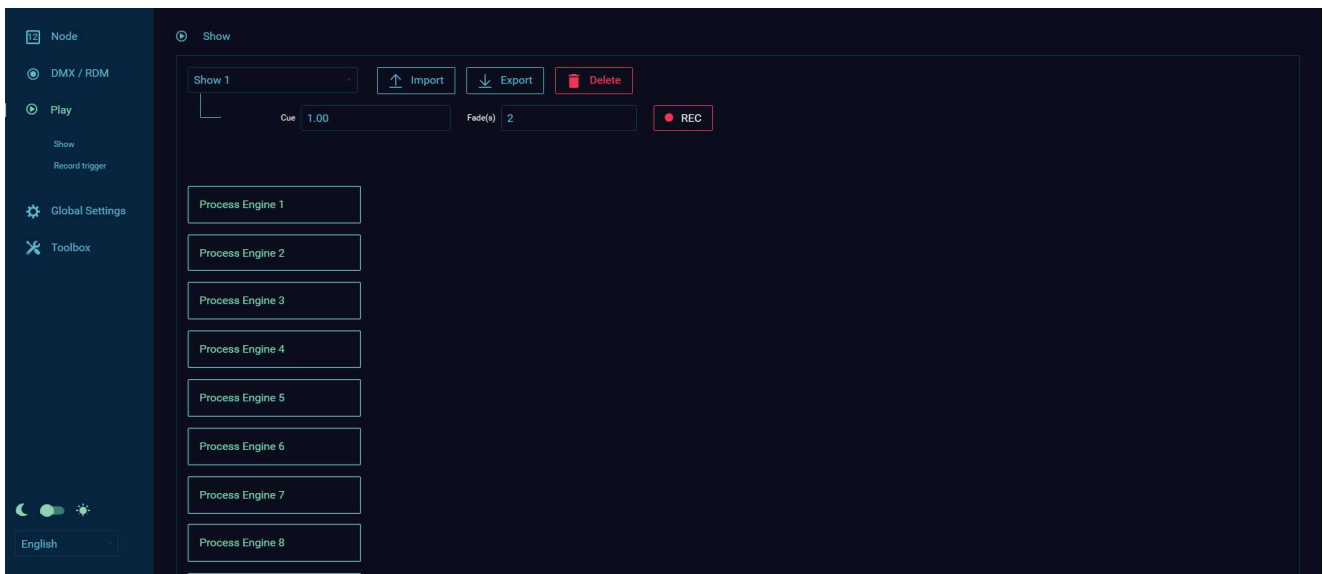 12 Node
DMX / RDM
Play
Show
Record trigger
Global Settings
Toolbox
English
Show
Show 1
Import
Export
Delete
Cue 1.00 Fade(s) 2 REC
Process Engine 1
Process Engine 2
Process Engine 3
Process Engine 4
Process Engine 5
Process Engine 6
Process Engine 7
Process Engine 8